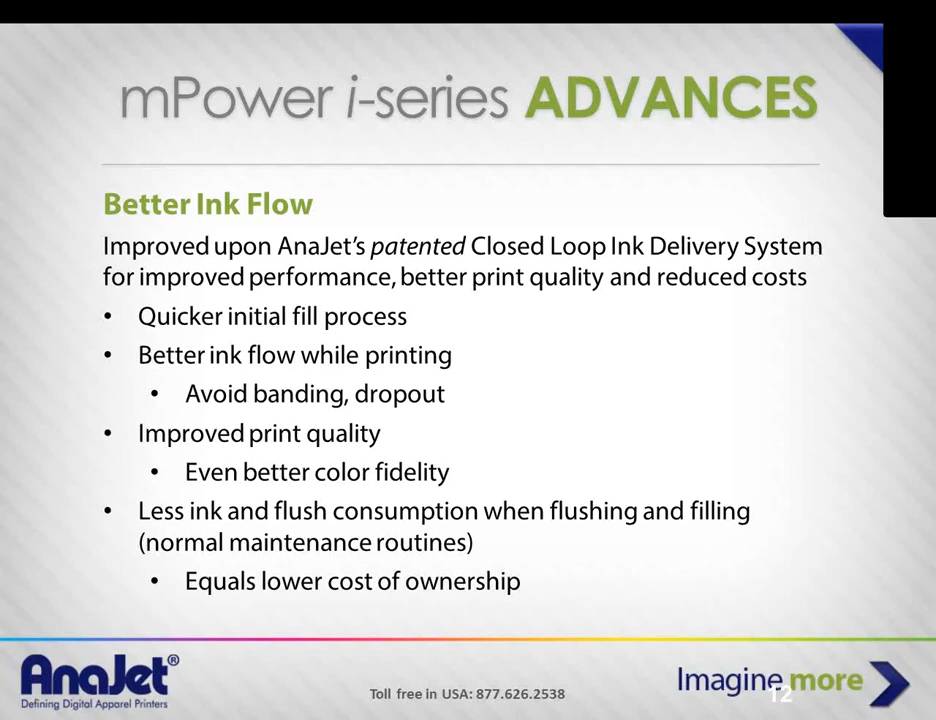 mPower i-series ADVANCES
Better Ink Flow
Improved upon AnaJet’s patented Closed Loop Ink Delivery System
for improved performance, better print quality and reduced costs
• Quicker initial fill process
• Better ink flow while printing
• Avoid banding, dropout
• Improved print quality
• Even better color fidelity
• Less ink and flush consumption when flushing and filling
(normal maintenance routines)
• Equals lower cost of ownership
AnaJet®
Defining Digital Apparel Printers
Toll free in USA: 877.626.2538
Imagine more
12